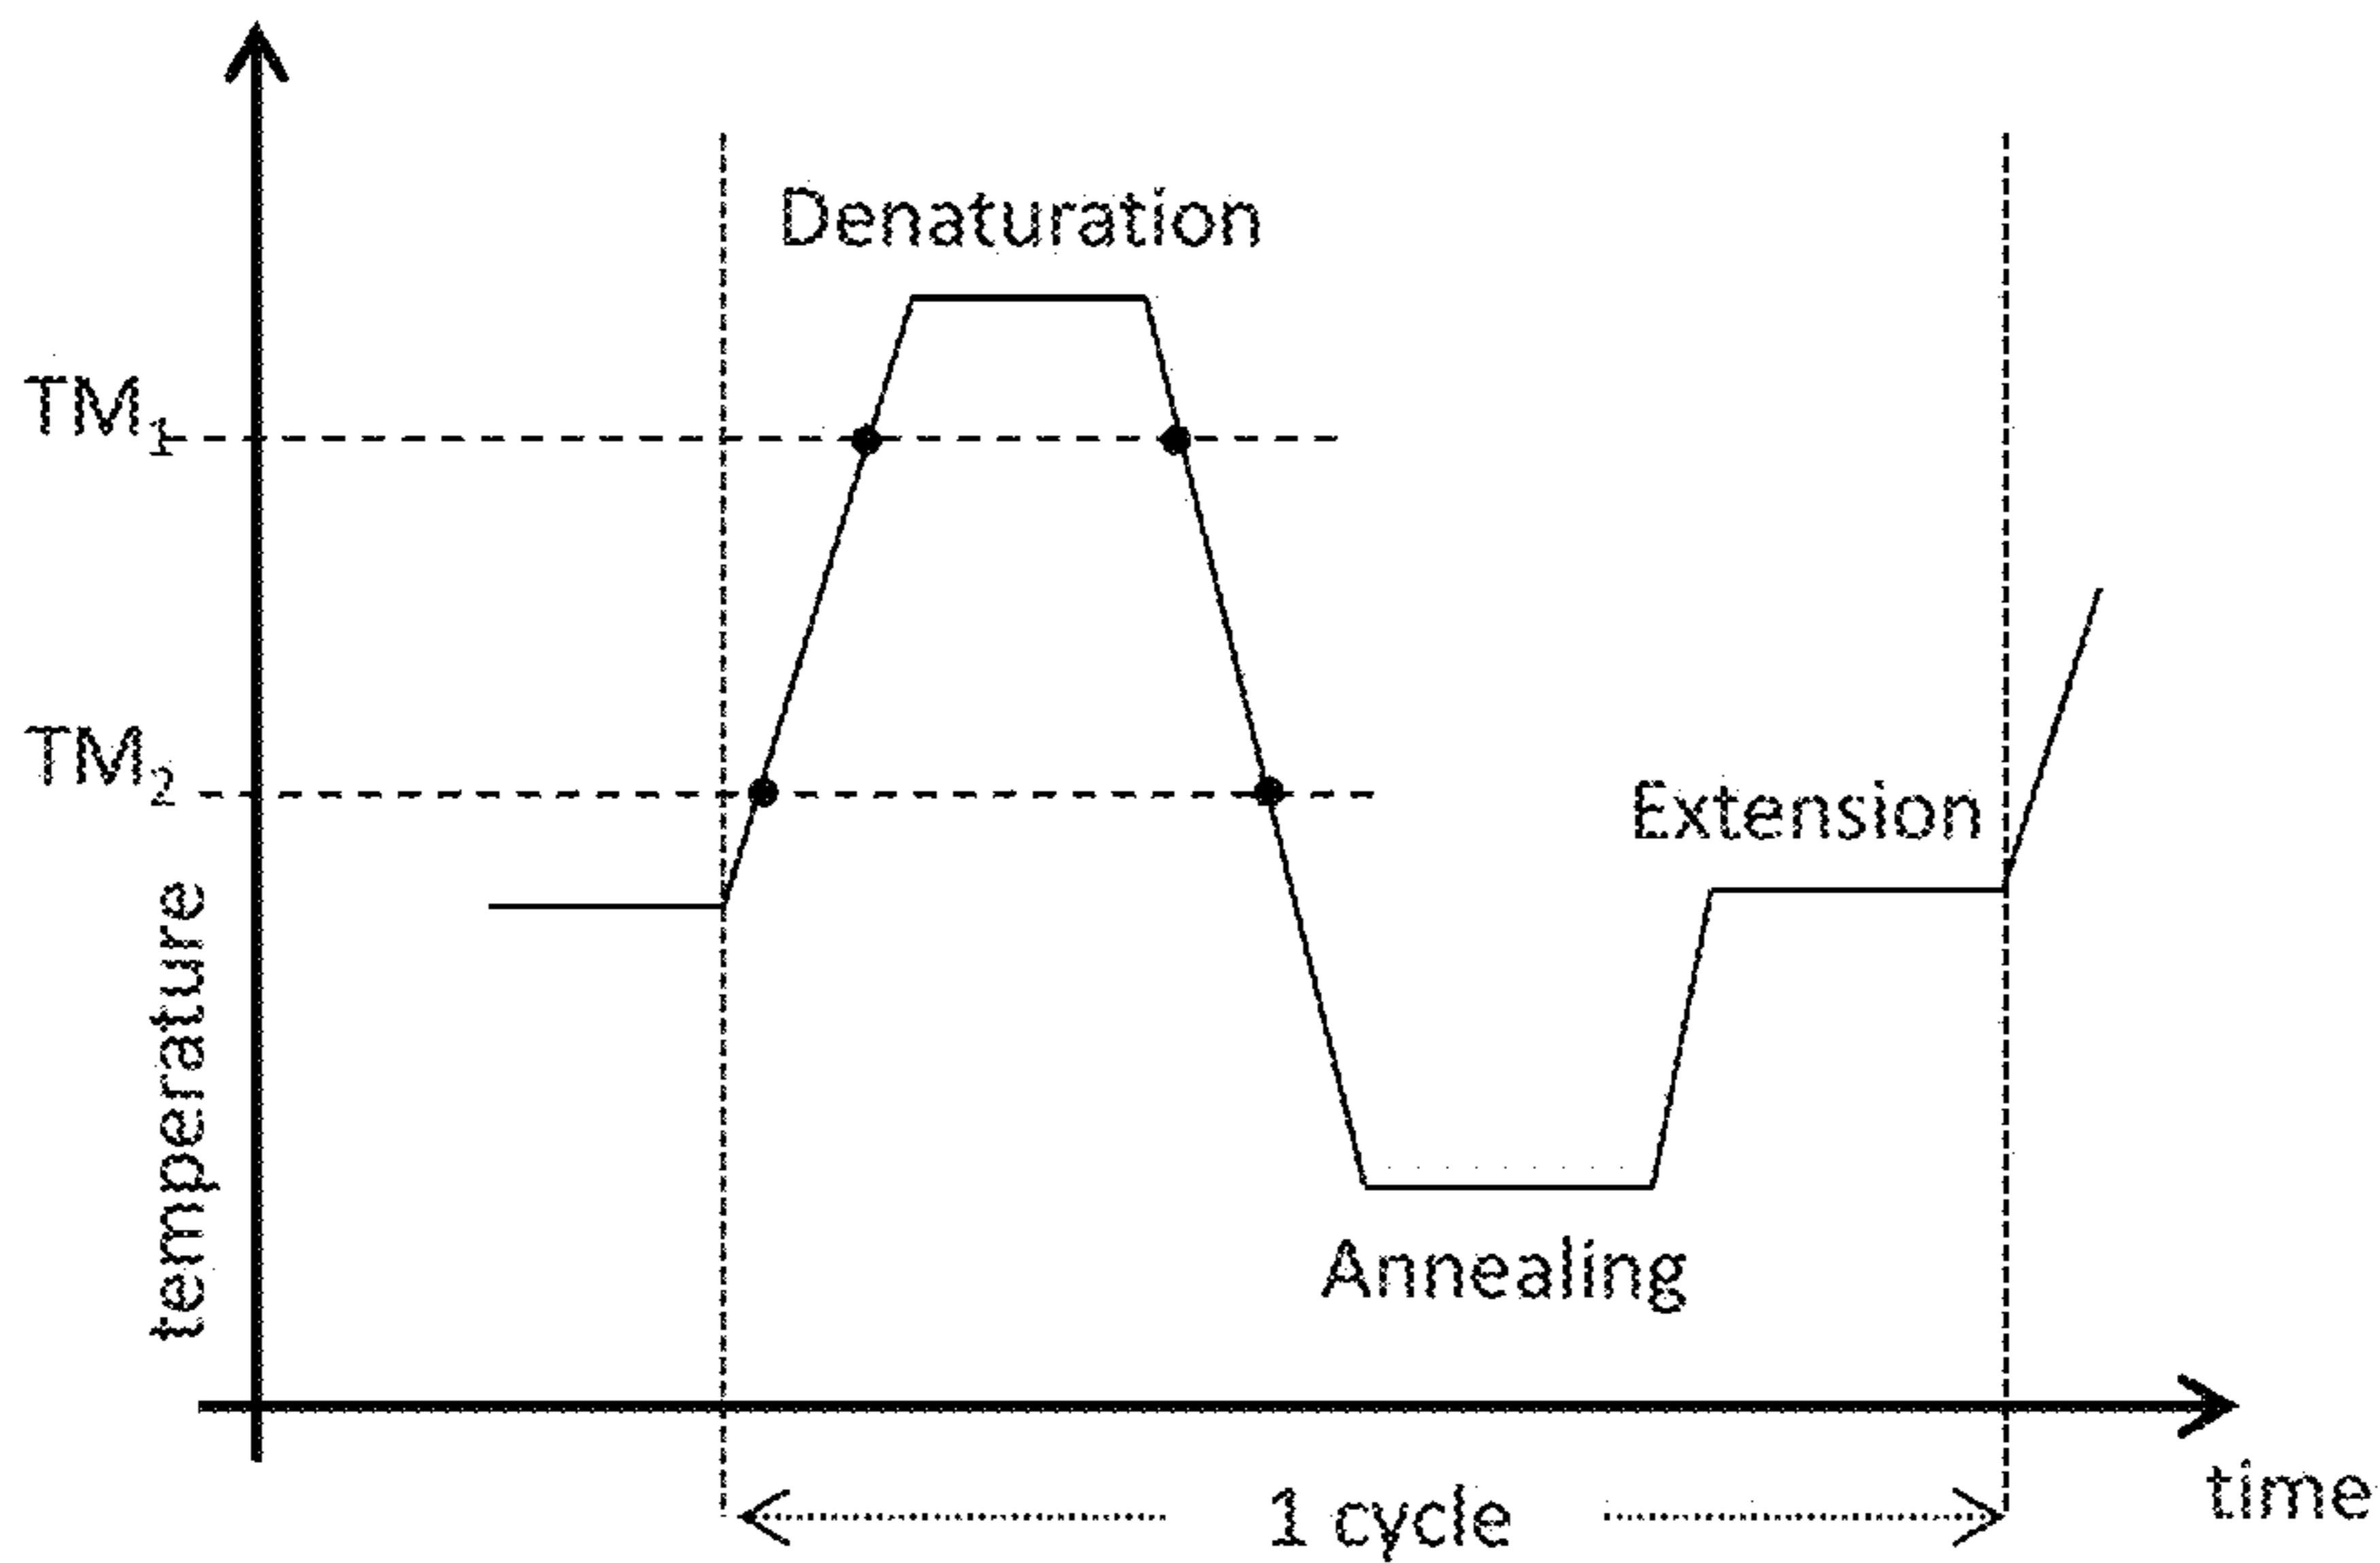 Denaturation
TM₁
TM₂
Extension
temperature
Annealing
time
1 cycle